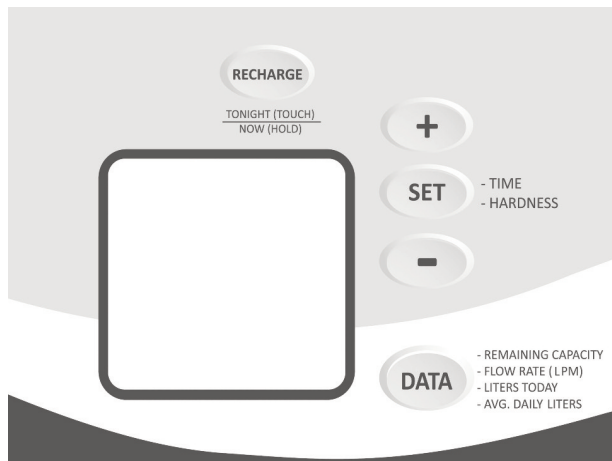 RECHARGE
TONIGHT (TOUCH)
NOW (HOLD)
+
SET
- TIME
- HARDNESS
-
DATA
- REMAINING CAPACITY
- FLOW RATE (LPM)
- LITERS TODAY
- AVG. DAILY LITERS